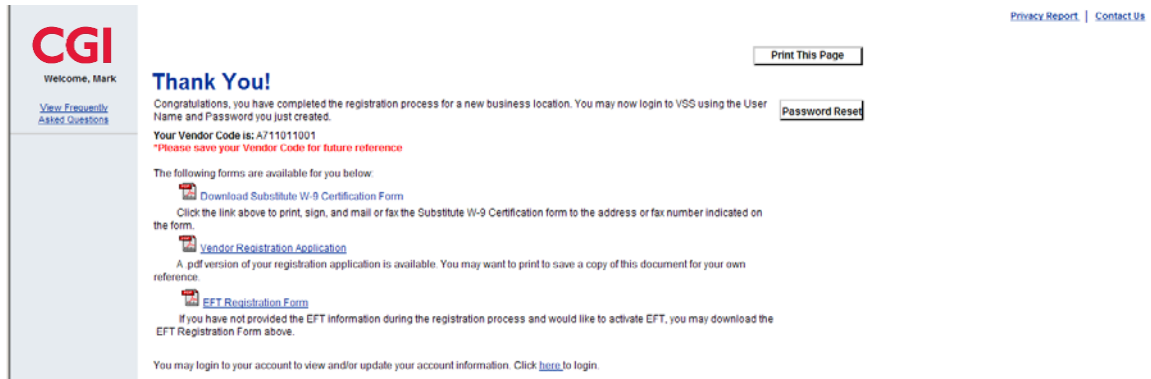 Privacy Report | Contact Us
CGI
Welcome, Mark
View Frequently
Asked Questions
Print This Page
Thank You!
Congratulations, you have completed the registration process for a new business location. You may now login to VSS using the User
Name and Password you just created.
Password Reset
Your Vendor Code is: A711011001
*Please save your Vendor Code for future reference
The following forms are available for you below:
Download Substitute W-9 Certification Form
Click the link above to print, sign, and mail or fax the Substitute W-9 Certification form to the address or fax number indicated on
the form.
Vendor Registration Application
A .pdf version of your registration application is available. You may want to print to save a copy of this document for your own
reference.
EFT Registration Form
If you have not provided the EFT information during the registration process and would like to activate EFT, you may download the
EFT Registration Form above.
You may login to your account to view and/or update your account information. Click here to login.